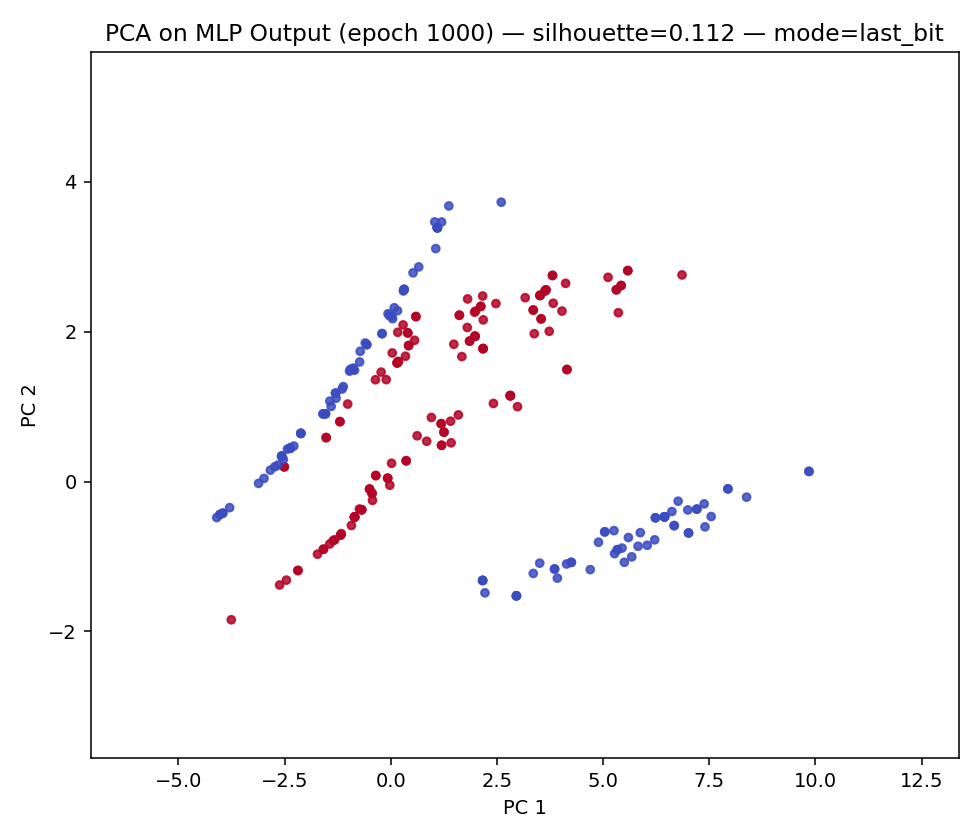 PCA on MLP Output (epoch 1000) — silhouette=0.112 — mode=last_bit
4
2
0
−2
PC 2
−5.0 −2.5 0.0 2.5 5.0 7.5 10.0 12.5
PC 1